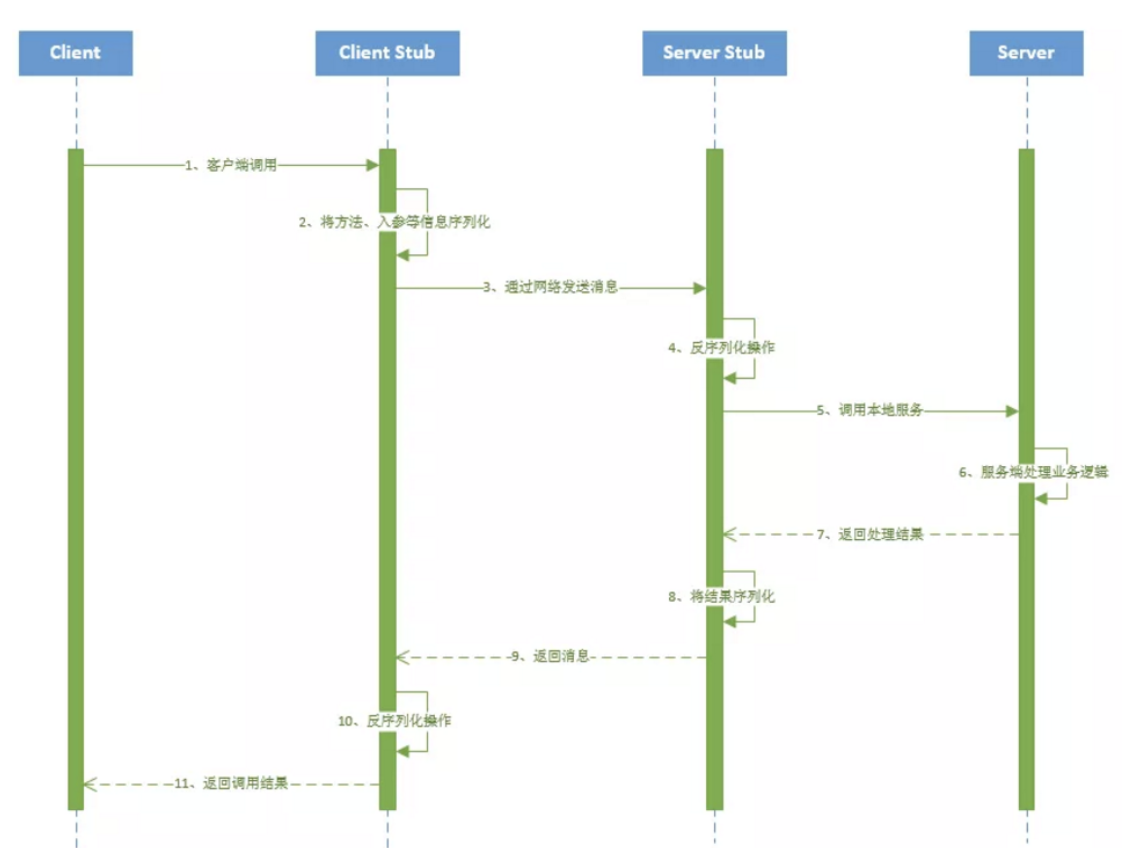 Client
Client Stub
Server Stub
Server
1、客户端调用
2、将方法、入参等信息序列化
3、通过网络发送消息
4、反序列化操作
5、调用本地服务
6、服务端处理业务逻辑
7、返回处理结果
8、将结果序列化
9、返回消息
10、反序列化操作
11、返回调用结果